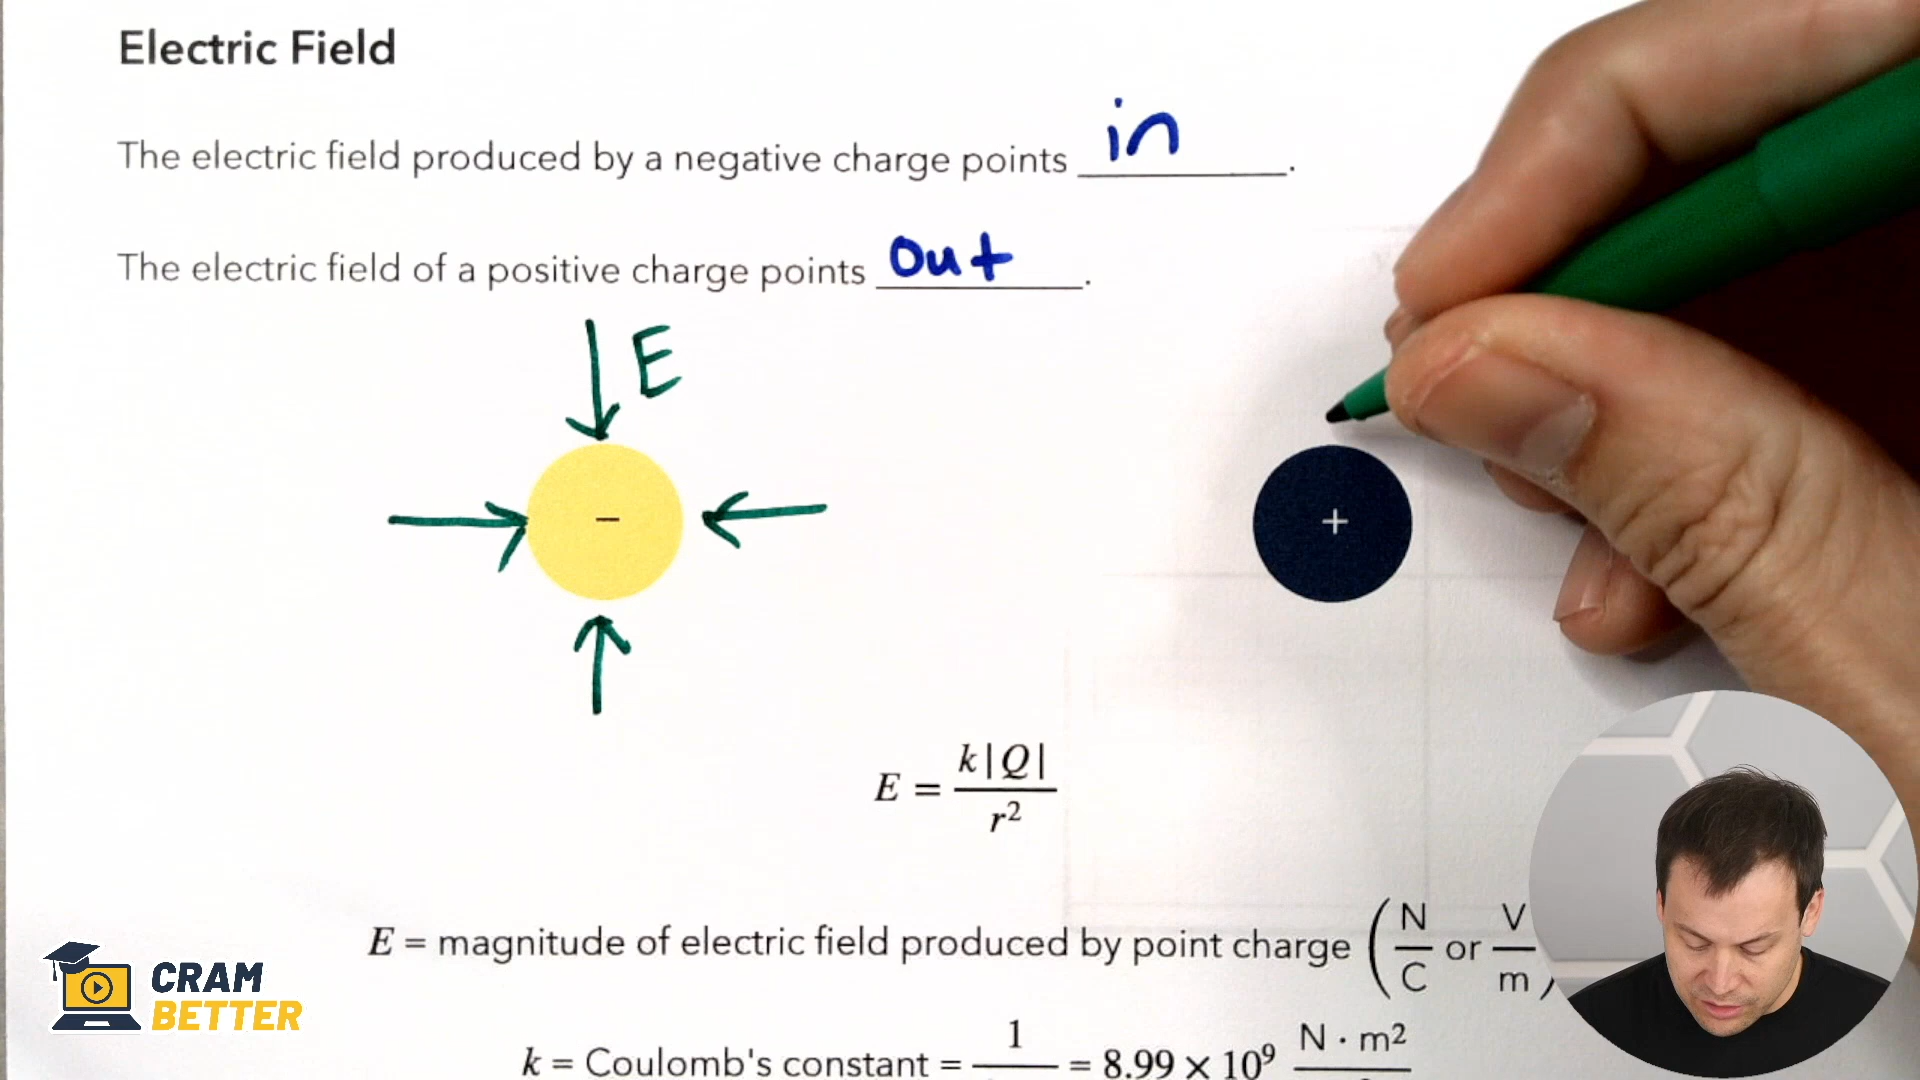 Electric Field
The electric field produced by a negative charge points in.
The electric field of a positive charge points out.
E
−
+
E = k|Q| / r²
E = magnitude of electric field produced by point charge (N/C or V/m)
k = Coulomb's constant = 1 = 8.99 × 10⁹ N · m²
CRAM
BETTER